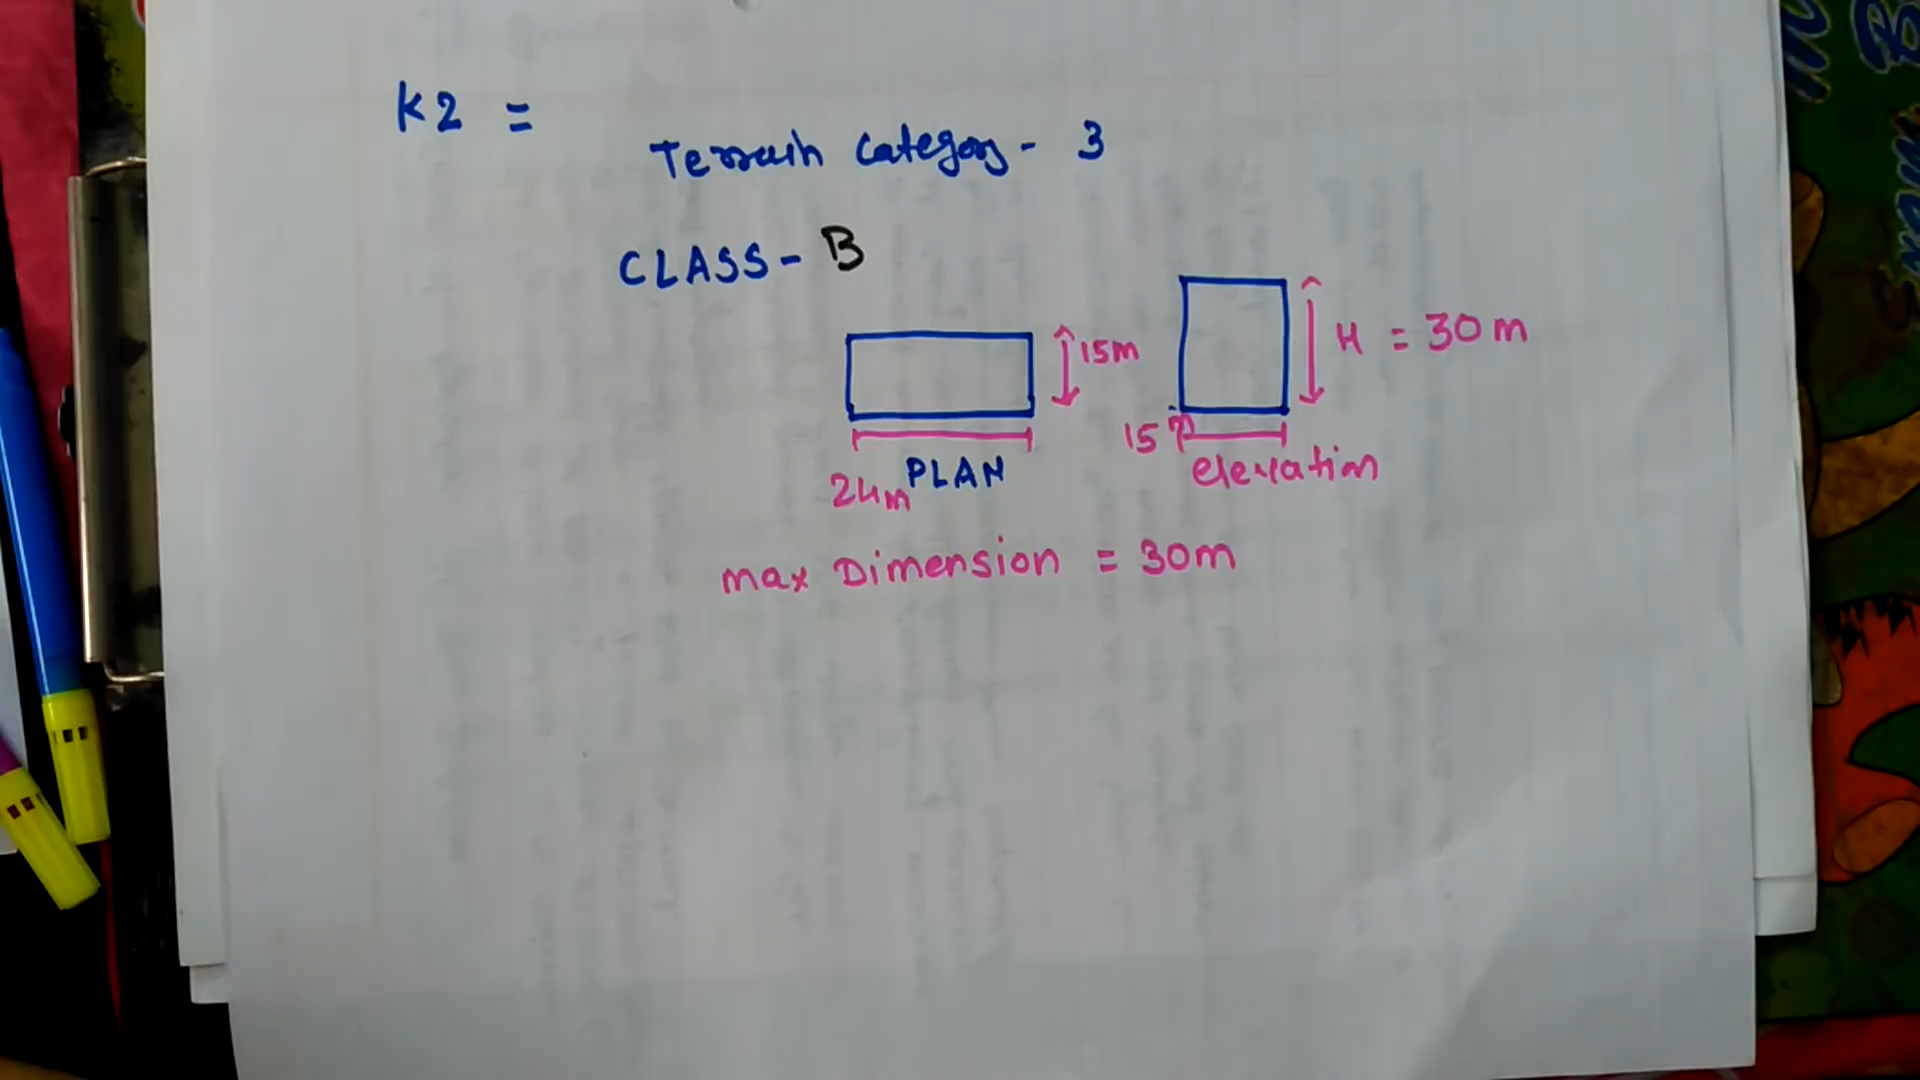 K2 =
Terrain Category - 3
CLASS - B
15m
H = 30m
24m
PLAN
15
elevation
max Dimension = 30m